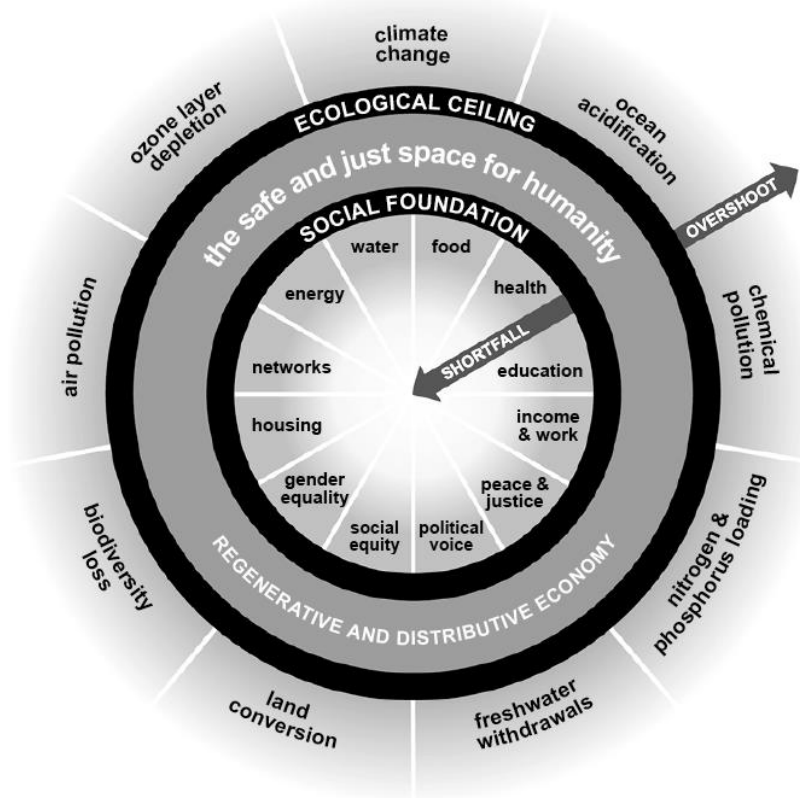 climate
change
ocean
acidification
OVERSHOOT
chemical
pollution
nitrogen &
phosphorus loading
freshwater
withdrawals
land
conversion
biodiversity
loss
air pollution
ozone layer
depletion
ECOLOGICAL CEILING
the safe and just space for humanity
SOCIAL FOUNDATION
water
food
health
SHORTFALL
education
income
& work
peace &
justice
political
voice
social
equity
gender
equality
housing
networks
energy
REGENERATIVE AND DISTRIBUTIVE ECONOMY